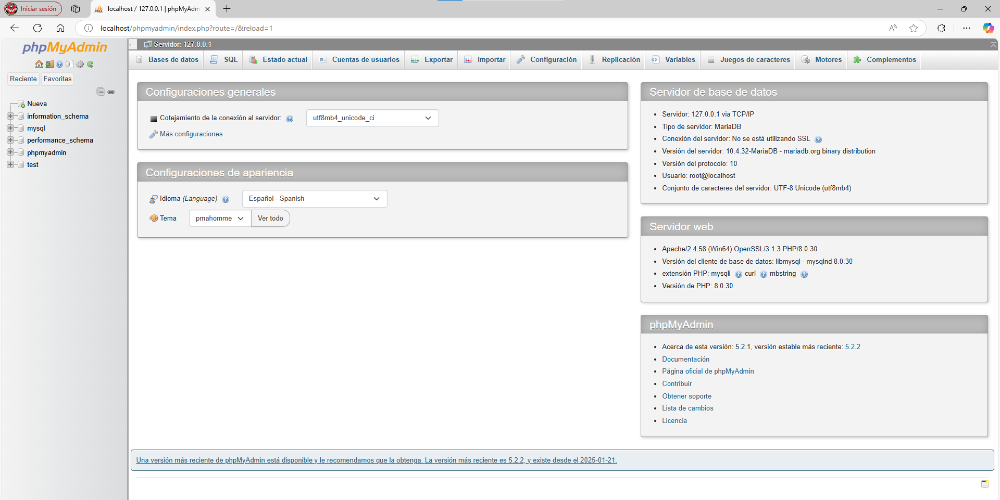 Iniciar sesión
localhost / 127.0.0.1 | phpMyAdm
localhost/phpmyadmin/index.php?route=/&reload=1
phpMyAdmin
Reciente Favoritas
Nueva
information_schema
mysql
performance_schema
phpmyadmin
test
Servidor: 127.0.0.1
Bases de datos SQL Estado actual Cuentas de usuarios Exportar Importar Configuración Replicación Variables Juegos de caracteres Motores Complementos
Configuraciones generales
Cotejamiento de la conexión al servidor: utf8mb4_unicode_ci
Más configuraciones
Configuraciones de apariencia
Idioma (Language) Español - Spanish
Tema pmahomme Ver todo
Servidor de base de datos
Servidor: 127.0.0.1 via TCP/IP
Tipo de servidor: MariaDB
Conexión del servidor: No se está utilizando SSL
Versión del servidor: 10.4.32-MariaDB - mariadb.org binary distribution
Versión del protocolo: 10
Usuario: root@localhost
Conjunto de caracteres del servidor: UTF-8 Unicode (utf8mb4)
Servidor web
Apache/2.4.58 (Win64) OpenSSL/3.1.3 PHP/8.0.30
Versión del cliente de base de datos: libmysql - mysqlnd 8.0.30
extensión PHP: mysqli curl mbstring
Versión de PHP: 8.0.30
phpMyAdmin
Acerca de esta versión: 5.2.1, versión estable más reciente: 5.2.2
Documentación
Página oficial de phpMyAdmin
Contribuir
Obtener soporte
Lista de cambios
Licencia
Una versión más reciente de phpMyAdmin está disponible y le recomendamos que la obtenga. La versión más reciente es 5.2.2, y existe desde el 2025-01-21.